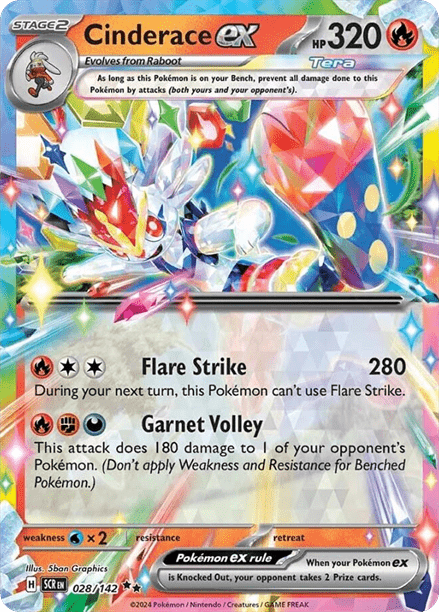 STAGE2 Cinderace ex HP 320
Evolves from Raboot
Tera
As long as this Pokémon is on your Bench, prevent all damage done to this
Pokémon by attacks (both yours and your opponent's).
Flare Strike 280
During your next turn, this Pokémon can't use Flare Strike.
Garnet Volley
This attack does 180 damage to 1 of your opponent's
Pokémon. (Don't apply Weakness and Resistance for Benched
Pokémon.)
weakness ×2 resistance retreat
Illus. 5ban Graphics
H SCR EN 028/142 ★★
Pokémon ex rule When your Pokémon ex
is Knocked Out, your opponent takes 2 Prize cards.
©2024 Pokémon / Nintendo / Creatures / GAME FREAK